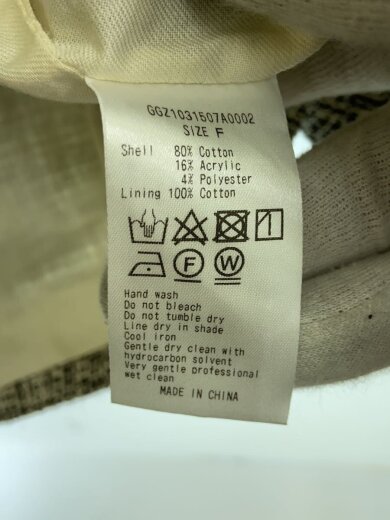 GGZ1031507A0002
SIZE F
Shell 80% Cotton
16% Acrylic
4% Polyester
Lining 100% Cotton
F W
Hand wash
Do not bleach
Do not tumble dry
Line dry in shade
Cool iron
Gentle dry clean with
hydrocarbon solvent
Very gentle professional
wet clean
MADE IN CHINA